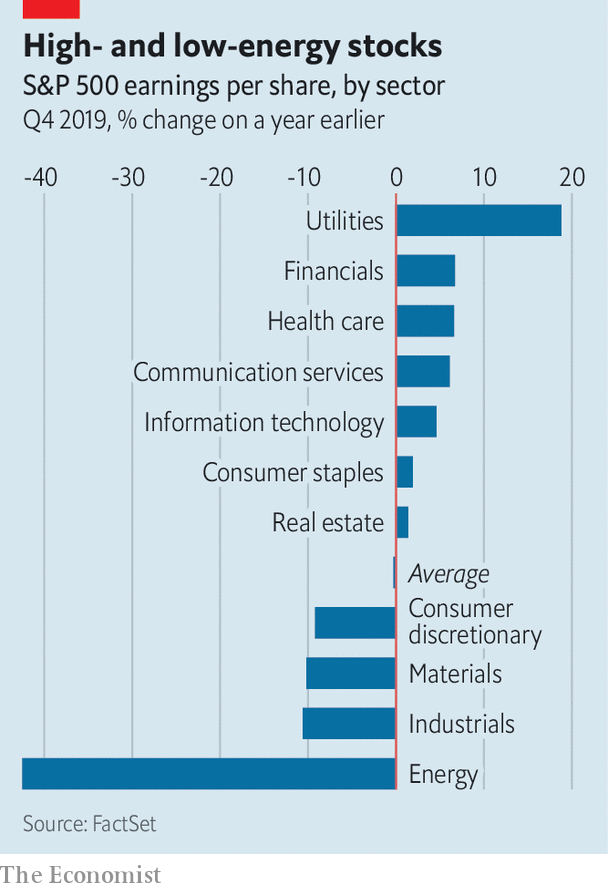 High- and low-energy stocks
S&P 500 earnings per share, by sector
Q4 2019, % change on a year earlier
-40 -30 -20 -10 0 10 20
Utilities
Financials
Health care
Communication services
Information technology
Consumer staples
Real estate
Average
Consumer
discretionary
Materials
Industrials
Energy
Source: FactSet
The Economist